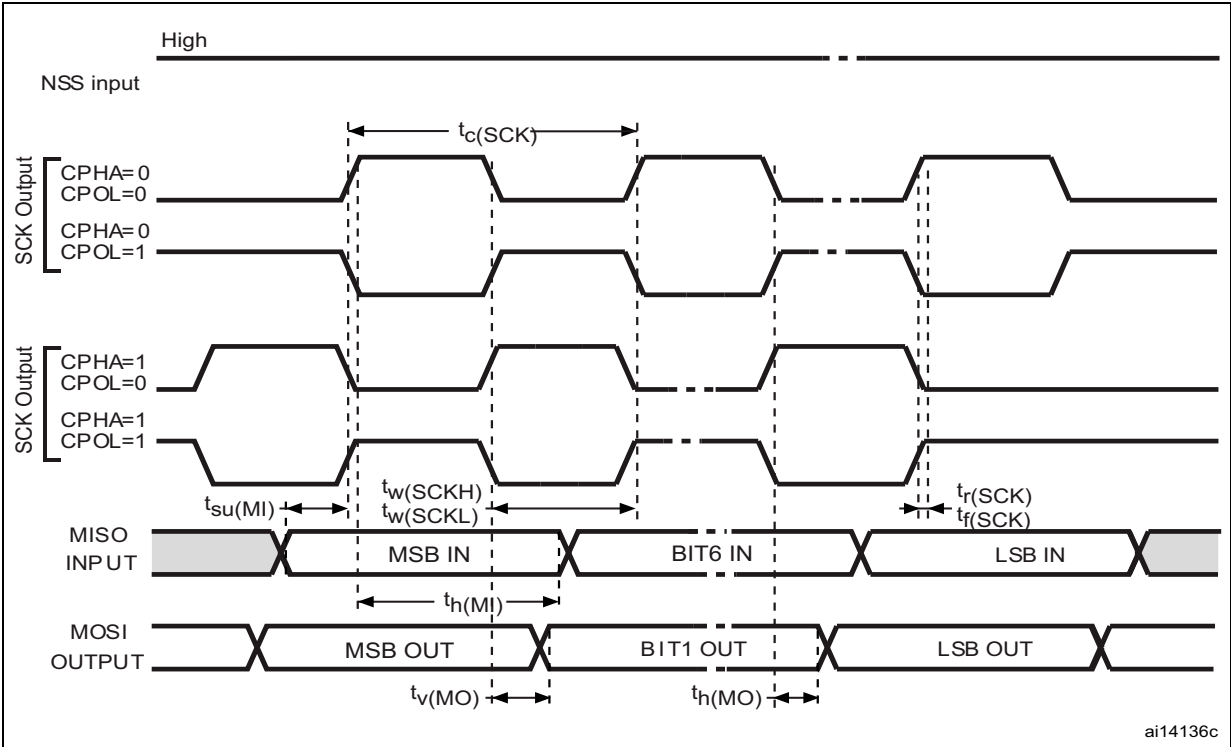 High
NSS input
tc(SCK)
SCK Output
CPHA=0
CPOL=0
CPHA=0
CPOL=1
SCK Output
CPHA=1
CPOL=0
CPHA=1
CPOL=1
tsu(MI)
tw(SCKH)
tw(SCKL)
tr(SCK)
tf(SCK)
MISO
INPUT
MSB IN
BIT6 IN
LSB IN
th(MI)
MOSI
OUTPUT
MSB OUT
BIT1 OUT
LSB OUT
tv(MO)
th(MO)
ai14136c